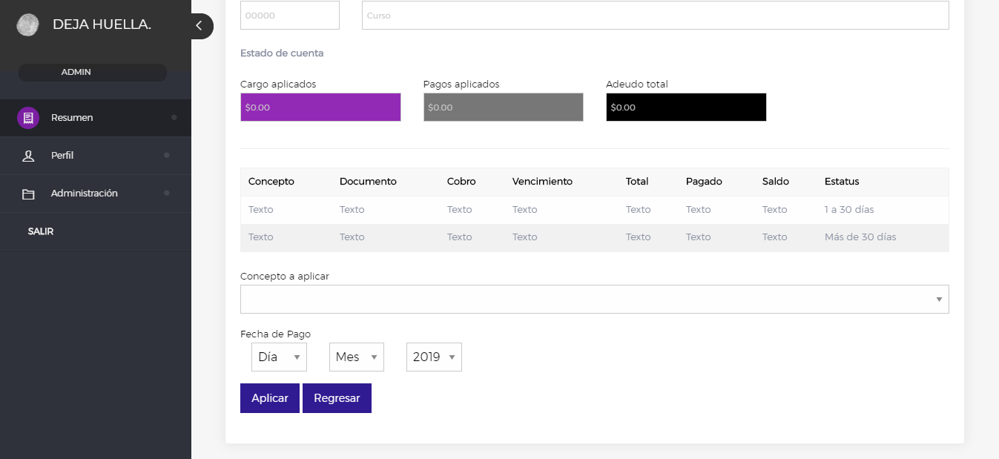 DEJA HUELLA.
ADMIN
Resumen
Perfil
Administración
SALIR
00000 Curso
Estado de cuenta
Cargo aplicados Pagos aplicados Adeudo total
$0.00 $0.00 $0.00
Concepto Documento Cobro Vencimiento Total Pagado Saldo Estatus
Texto Texto Texto Texto Texto Texto Texto 1 a 30 días
Texto Texto Texto Texto Texto Texto Texto Más de 30 días
Concepto a aplicar
Fecha de Pago
Día Mes 2019
Aplicar Regresar